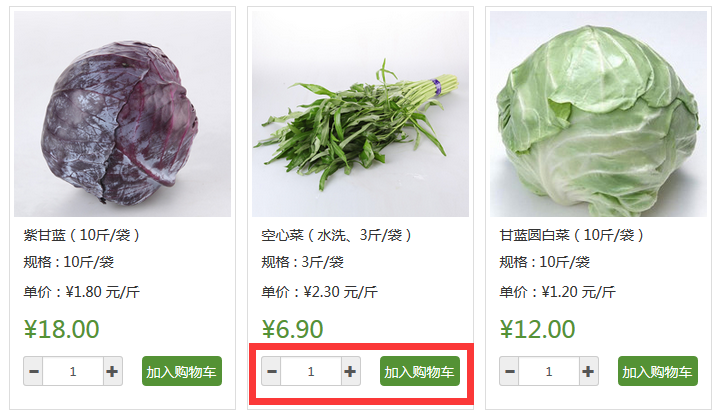 紫甘蓝（10斤/袋）
规格：10斤/袋
单价：¥1.80 元/斤
¥18.00
1
加入购物车
空心菜（水洗、3斤/袋）
规格：3斤/袋
单价：¥2.30 元/斤
¥6.90
1
加入购物车
甘蓝圆白菜（10斤/袋）
规格：10斤/袋
单价：¥1.20 元/斤
¥12.00
1
加入购物车